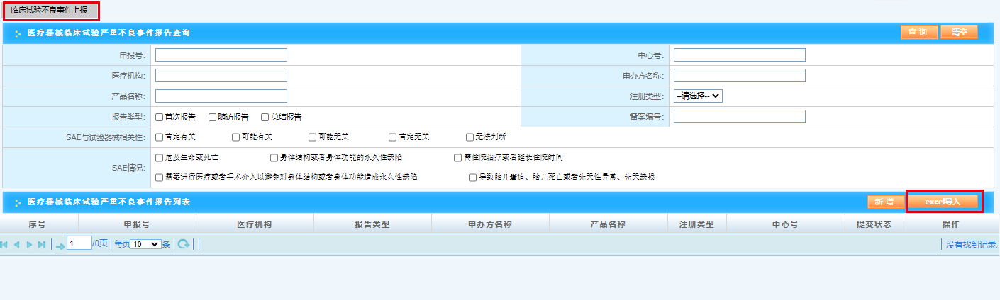 临床试验不良事件上报
医疗器械临床试验严重不良事件报告查询 查 询 清空
申报号: 中心号:
医疗机构: 申办方名称:
产品名称: 注册类型: --请选择--
报告类型: 首次报告 随访报告 总结报告 备案编号:
SAE与试验器械相关性: 肯定有关 可能有关 可能无关 肯定无关 无法判断
SAE情况: 危及生命或死亡 身体结构或者身体功能的永久性缺陷 需住院治疗或者延长住院时间
需要进行医疗或者手术介入以避免对身体结构或者身体功能造成永久性缺陷 导致胎儿窘迫、胎儿死亡或者先天性异常、先天缺损
医疗器械临床试验严重不良事件报告列表 新 增 excel导入
序号 申报号 医疗机构 报告类型 申办方名称 产品名称 注册类型 中心号 提交状态 操作
1 /0页 每页 10 条 没有找到记录.